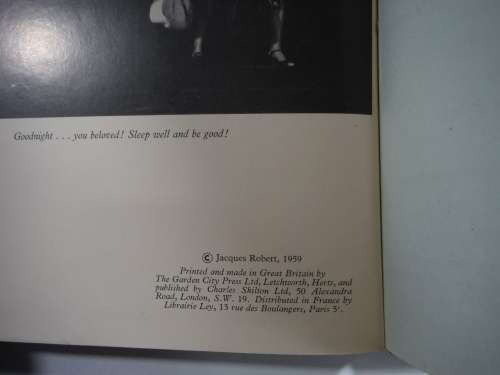 Goodnight . . . you beloved! Sleep well and be good!
© Jacques Robert, 1959
Printed and made in Great Britain by
The Garden City Press Ltd, Letchworth, Herts, and
published by Charles Shilton Ltd, 50 Alexandra
Road, London, S.W. 19. Distributed in France by
Librairie Ley, 13 rue des Boulangers, Paris 5ᵉ.